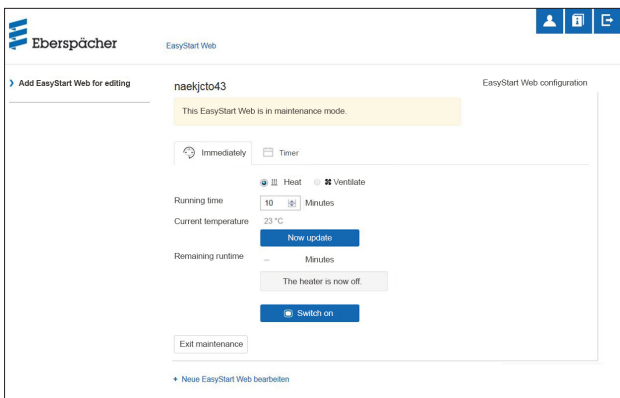 Eberspächer
EasyStart Web
Add EasyStart Web for editing
naekjcto43
EasyStart Web configuration
This EasyStart Web is in maintenance mode.
Immediately
Timer
Heat
Ventilate
Running time
10
Minutes
Current temperature
23 °C
Now update
Remaining runtime
--
Minutes
The heater is now off.
Switch on
Exit maintenance
+ Neue EasyStart Web bearbeiten